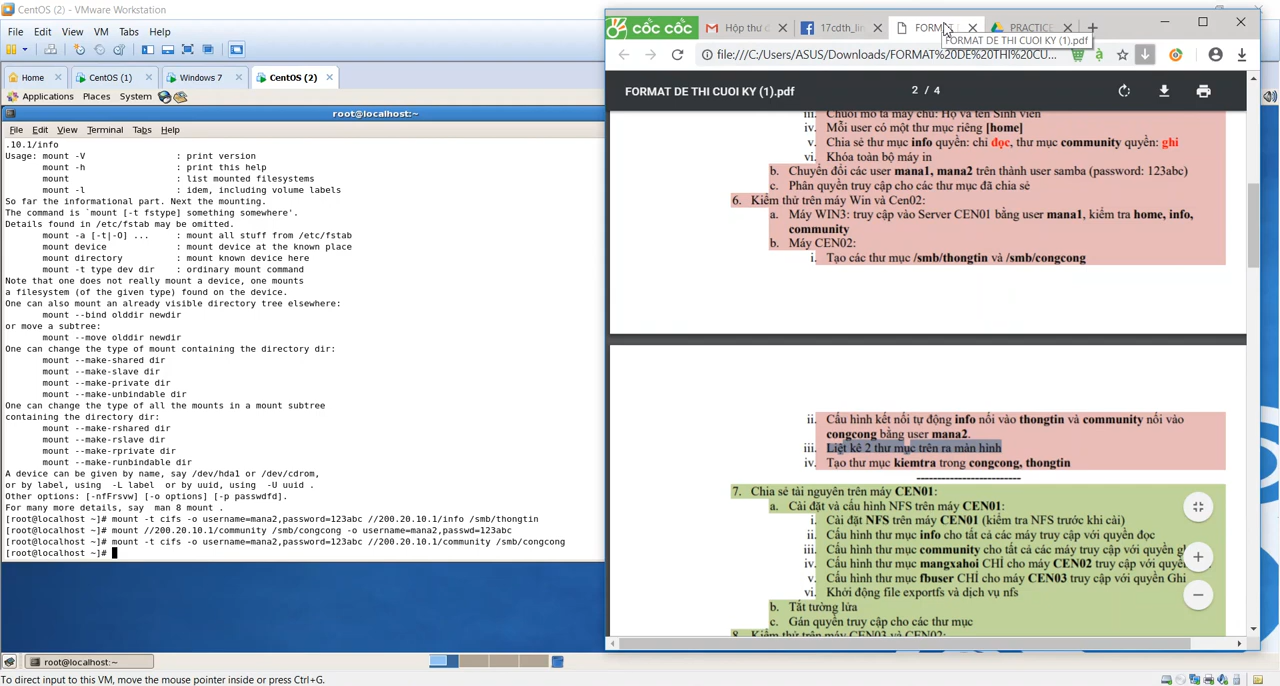 CentOS (2) - VMware Workstation
File Edit View VM Tabs Help
Home × CentOS (1) × Windows 7 × CentOS (2) ×
Applications Places System
root@localhost:~
File Edit View Terminal Tabs Help
.10.1/info
Usage: mount -V : print version
mount -h : print this help
mount : list mounted filesystems
mount -l : idem, including volume labels
So far the informational part. Next the mounting.
The command is `mount [-t fstype] something somewhere'.
Details found in /etc/fstab may be omitted.
mount -a [-t|-O] ... : mount all stuff from /etc/fstab
mount device : mount device at the known place
mount directory : mount known device here
mount -t type dev dir : ordinary mount command
Note that one does not really mount a device, one mounts
a filesystem (of the given type) found on the device.
One can also mount an already visible directory tree elsewhere:
mount --bind olddir newdir
or move a subtree:
mount --move olddir newdir
One can change the type of mount containing the directory dir:
mount --make-shared dir
mount --make-slave dir
mount --make-private dir
mount --make-unbindable dir
One can change the type of all the mounts in a mount subtree
containing the directory dir:
mount --make-rshared dir
mount --make-rslave dir
mount --make-rprivate dir
mount --make-runbindable dir
A device can be given by name, say /dev/hda1 or /dev/cdrom,
or by label, using -L label or by uuid, using -U uuid .
Other options: [-nfFrsvw] [-o options] [-p passwdfd].
For many more details, say man 8 mount .
[root@localhost ~]# mount -t cifs -o username=mana2,password=123abc //200.20.10.1/info /smb/thongtin
[root@localhost ~]# mount //200.20.10.1/community /smb/congcong -o username=mana2,passwd=123abc
[root@localhost ~]# mount -t cifs -o username=mana2,password=123abc //200.20.10.1/community /smb/congcong
[root@localhost ~]#
root@localhost:~
To direct input to this VM, move the mouse pointer inside or press Ctrl+G.
CỐC CỐC Hộp thư đ 17cdth_lin FORMAT PRACTICE
FORMAT DE THI CUOI KY (1).pdf
file:///C:/Users/ASUS/Downloads/FORMAT%20DE%20THI%20CU...
FORMAT DE THI CUOI KY (1).pdf 2 / 4
iii. Chuỗi mô tả máy chủ: Họ và tên Sinh viên
iv. Mỗi user có một thư mục riêng [home]
v. Chia sẻ thư mục info quyền: chỉ đọc, thư mục community quyền: ghi
vi. Khóa toàn bộ máy in
b. Chuyển đổi các user mana1, mana2 trên thành user samba (password: 123abc)
c. Phân quyền truy cập cho các thư mục đã chia sẻ
6. Kiểm thử trên máy Win và Cen02:
a. Máy WIN3: truy cập vào Server CEN01 bằng user mana1, kiểm tra home, info,
community
b. Máy CEN02:
i. Tạo các thư mục /smb/thongtin và /smb/congcong
ii. Cấu hình kết nối tự động info nối vào thongtin và community nối vào
congcong bằng user mana2.
iii. Liệt kê 2 thư mục trên ra màn hình
iv. Tạo thư mục kiemtra trong congcong, thongtin
------------------------
7. Chia sẻ tài nguyên trên máy CEN01:
a. Cài đặt và cấu hình NFS trên máy CEN01:
i. Cài đặt NFS trên máy CEN01 (kiểm tra NFS trước khi cài)
ii. Cấu hình thư mục info cho tất cả các máy truy cập với quyền đọc
iii. Cấu hình thư mục community cho tất cả các máy truy cập với quyền
iv. Cấu hình thư mục mangxahoi CHỈ cho máy CEN02 truy cập với
v. Cấu hình thư mục fbuser CHỈ cho máy CEN03 truy cập với quyền Ghi
vi. Khởi động file exportfs và dịch vụ nfs
b. Tắt tường lửa
c. Gán quyền truy cập cho các thư mục
8. Kiểm thử trên máy CEN03 và CEN02: